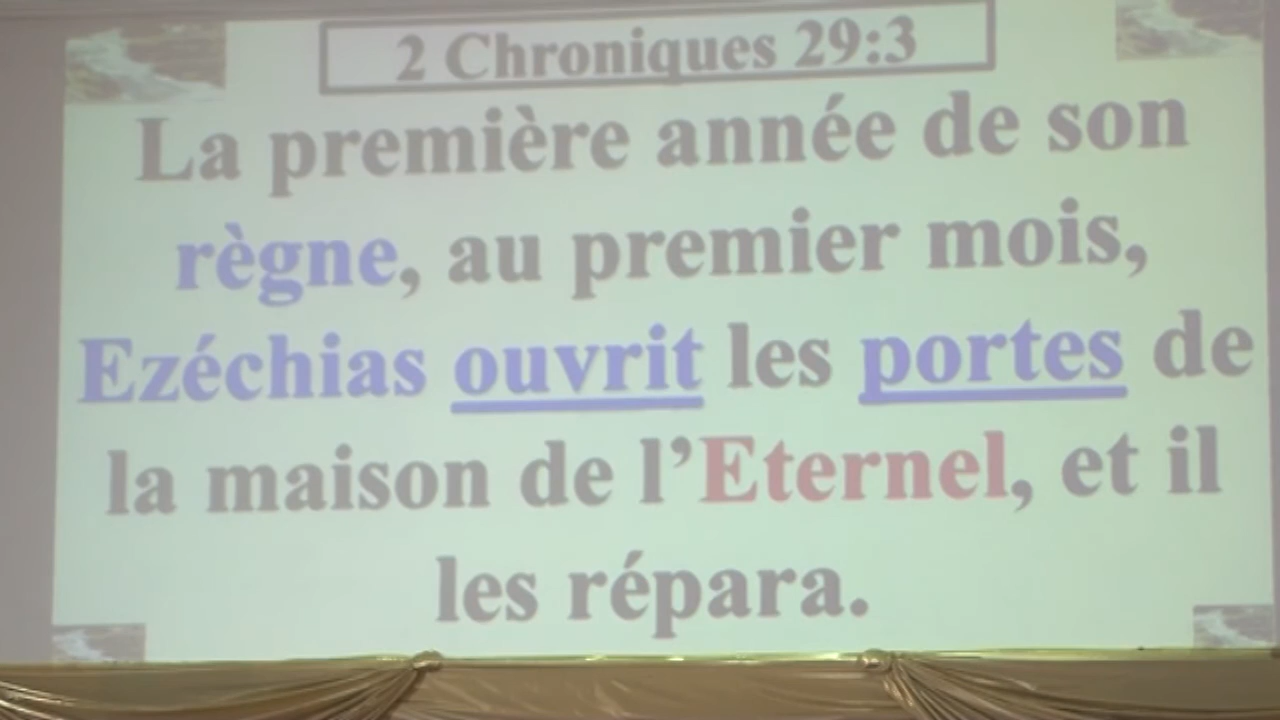 2 Chroniques 29:3
La première année de son
règne, au premier mois,
Ezéchias ouvrit les portes de
la maison de l’Eternel, et il
les répara.